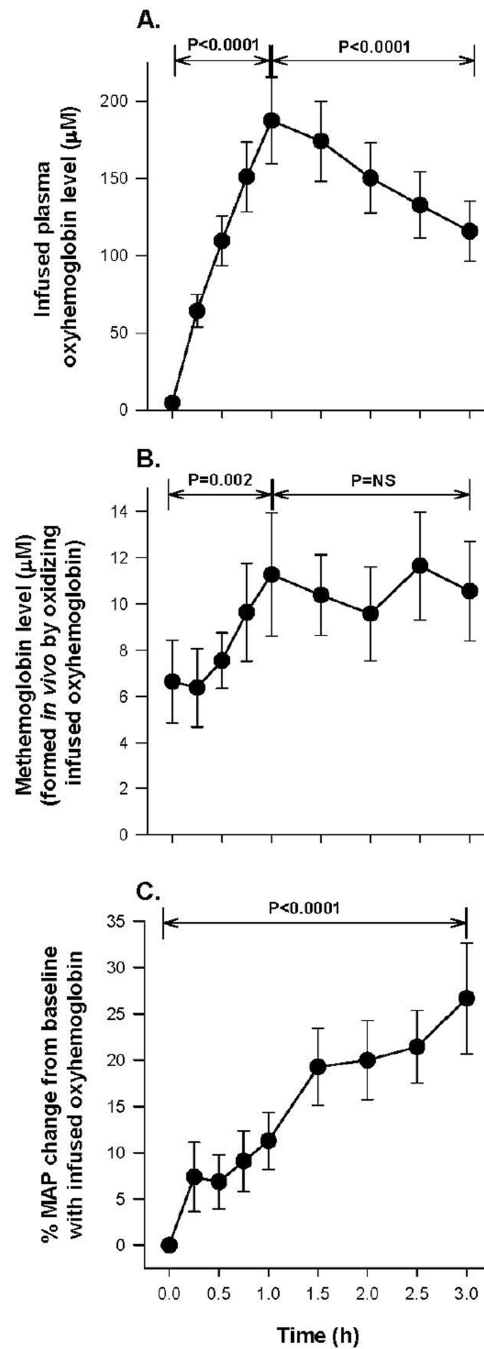 A.
P<0.0001 P<0.0001
200
150
100
50
0
Infused plasma
oxyhemoglobin level (µM)
B.
P=0.002 P=NS
14
12
10
8
6
4
2
0
Methemoglobin level (µM)
(formed in vivo by oxidizing
infused oxyhemoglobin)
C.
P<0.0001
35
30
25
20
15
10
5
0
% MAP change from baseline
with infused oxyhemoglobin
0.0 0.5 1.0 1.5 2.0 2.5 3.0
Time (h)